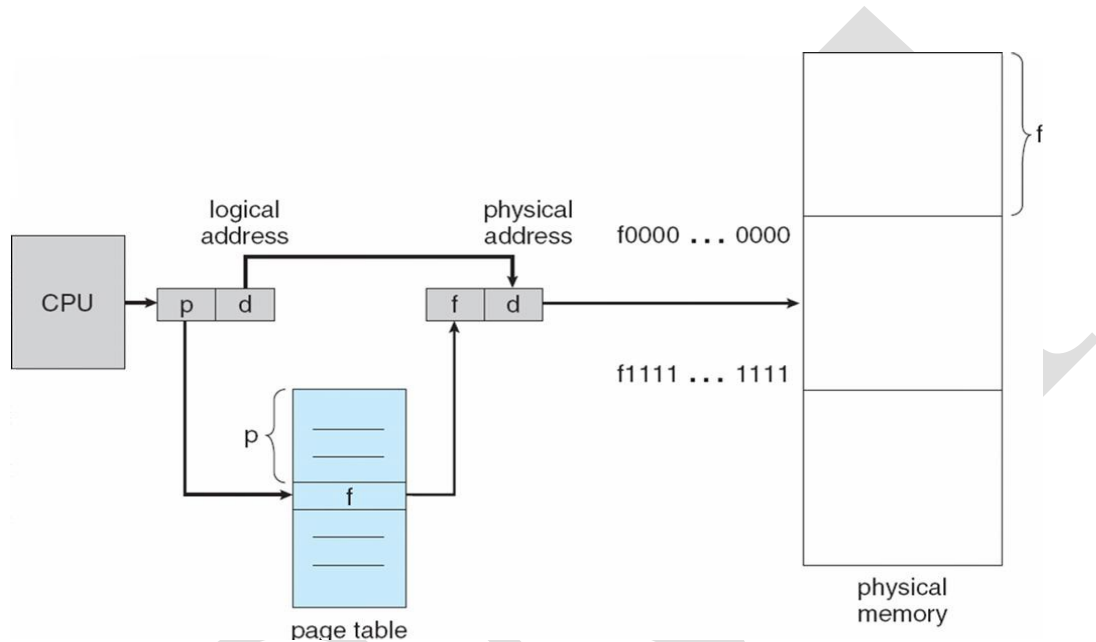 f
logical
address
physical
address
f0000 ... 0000
CPU
p d
f d
f1111 ... 1111
p
f
physical
memory
page table